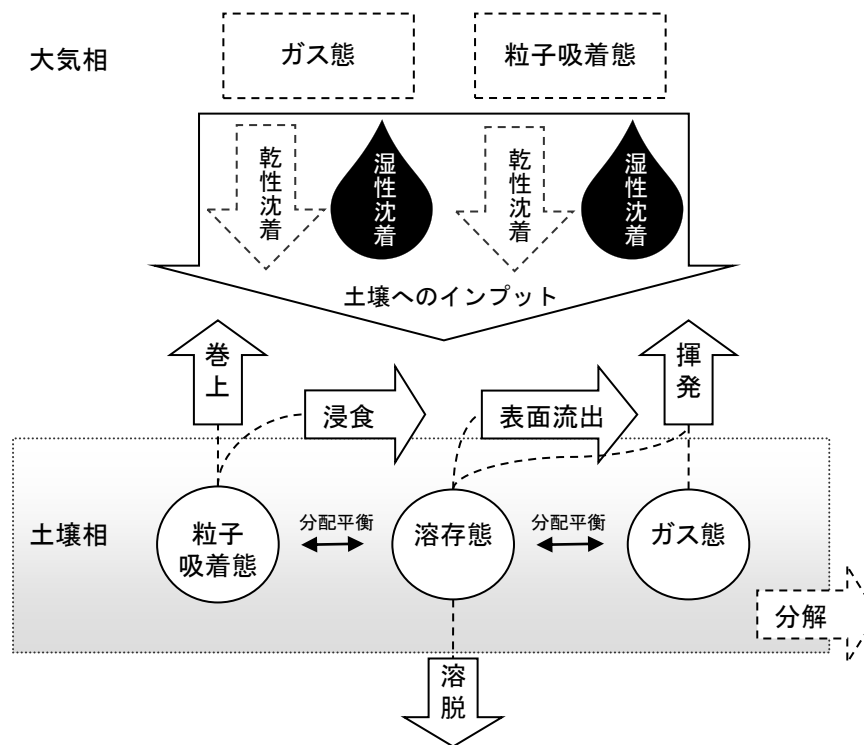 大気相
ガス態
粒子吸着態
乾性沈着
湿性沈着
乾性沈着
湿性沈着
土壌へのインプット
巻上
揮発
浸食
表面流出
土壌相
粒子
吸着態
分配平衡
溶存態
分配平衡
ガス態
分解
溶脱